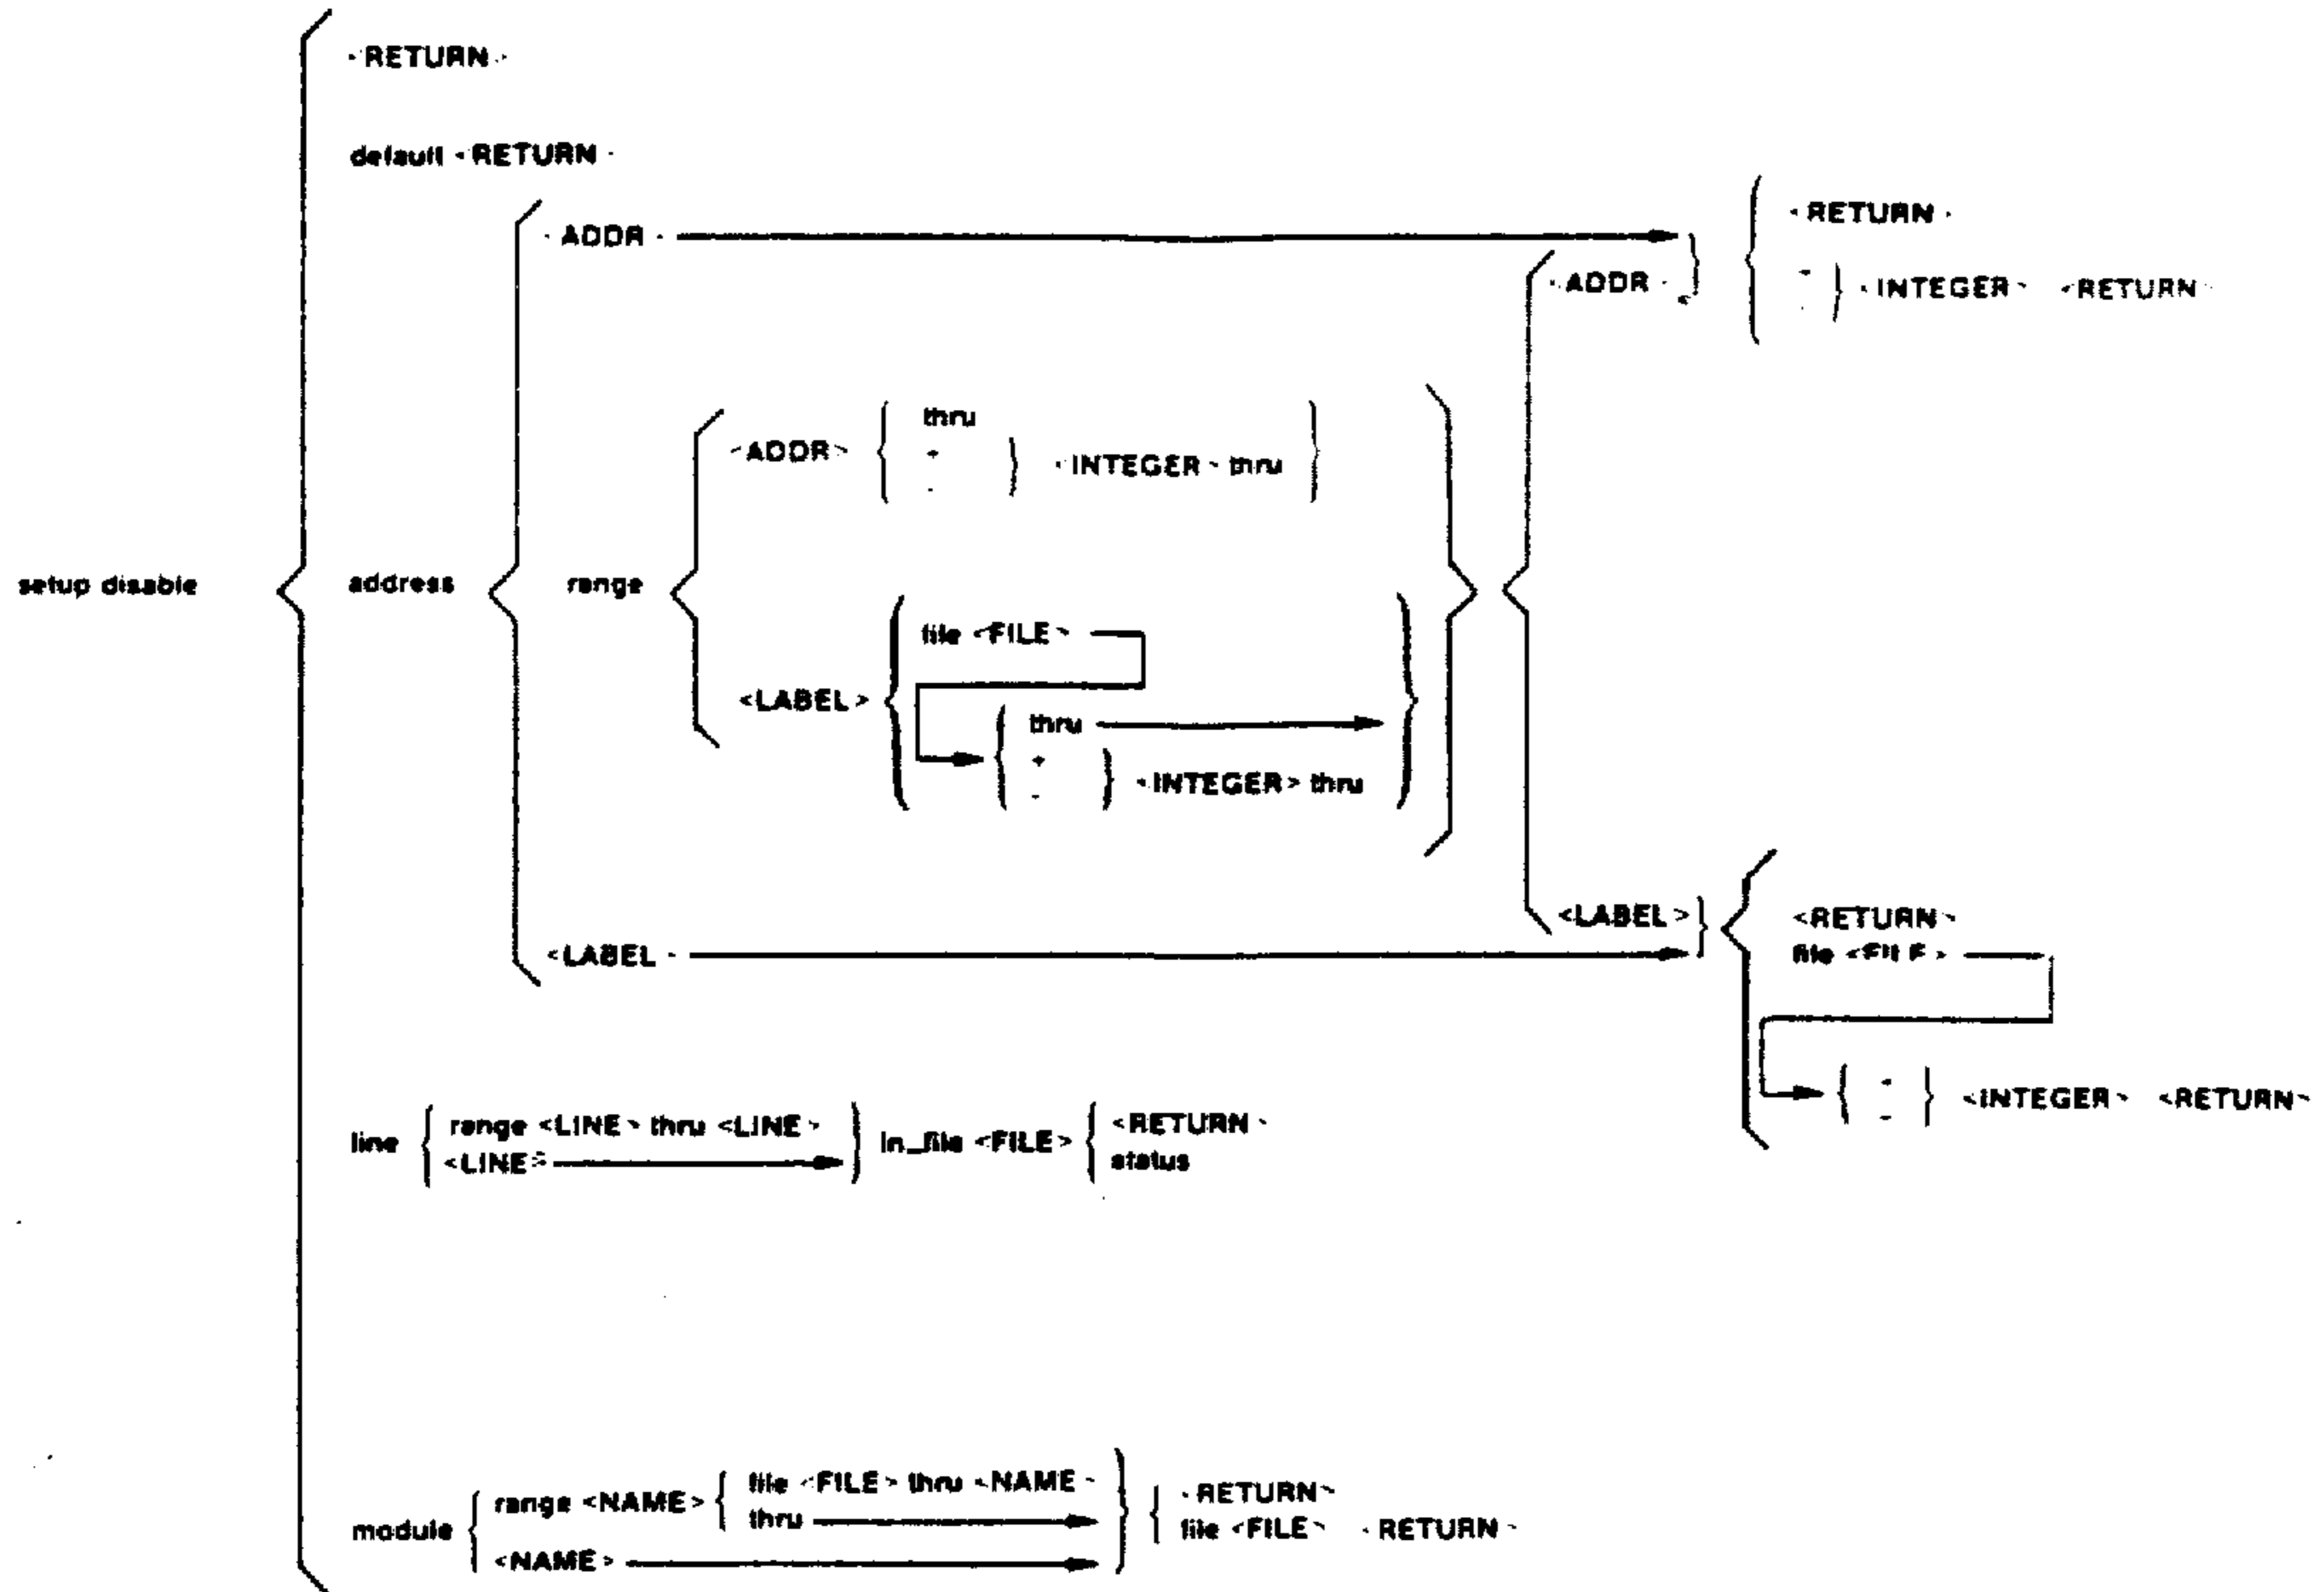 <RETURN>
default <RETURN>
<ADDR>
<RETURN>
<ADDR>
<INTEGER> <RETURN>
thru
<ADDR>
+
<INTEGER> thru
-
setup disable
address
range
file <FILE>
<LABEL>
thru
+
<INTEGER> thru
-
<LABEL>
<RETURN>
<LABEL>
file <FILE>
+
<INTEGER> <RETURN>
-
line
range <LINE> thru <LINE>
<LINE>
in_file <FILE>
<RETURN>
status
module
range <NAME>
file <FILE> thru <NAME>
thru
<NAME>
<RETURN>
file <FILE> <RETURN>